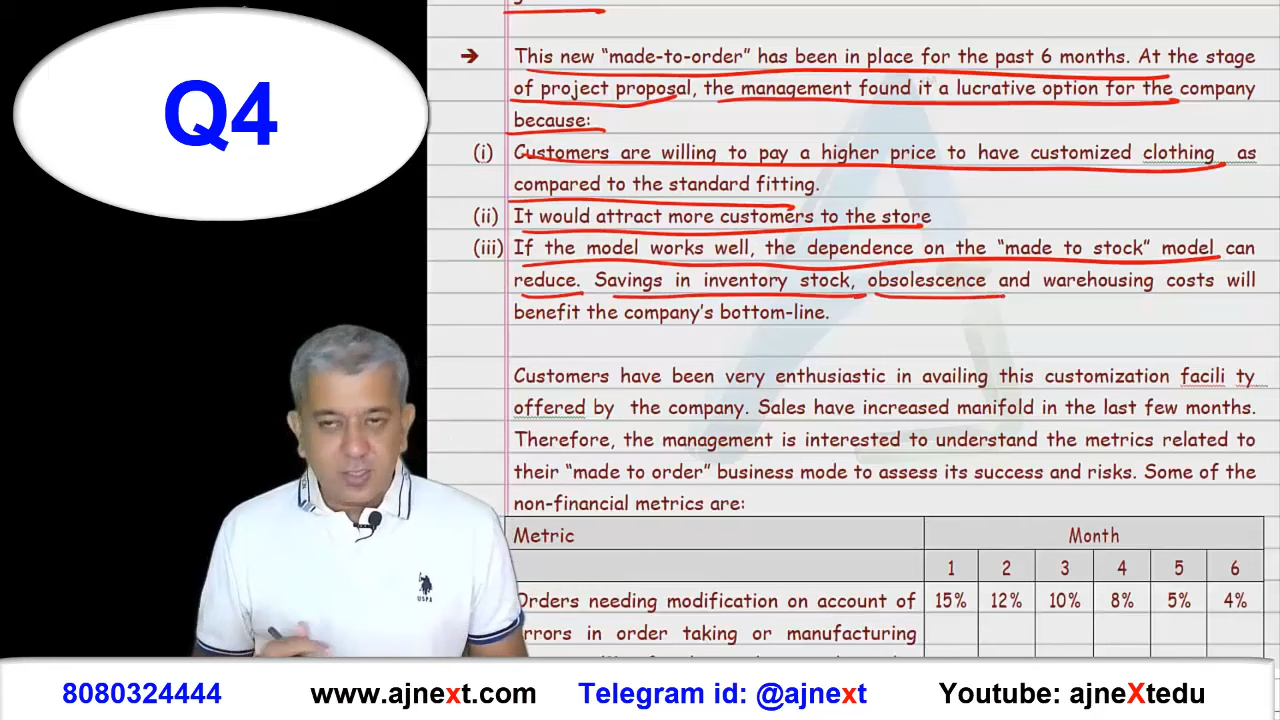 Q4
➔ This new “made-to-order” has been in place for the past 6 months. At the stage
of project proposal, the management found it a lucrative option for the company
because:
(i) Customers are willing to pay a higher price to have customized clothing as
compared to the standard fitting.
(ii) It would attract more customers to the store
(iii) If the model works well, the dependence on the “made to stock” model can
reduce. Savings in inventory stock, obsolescence and warehousing costs will
benefit the company’s bottom-line.
Customers have been very enthusiastic in availing this customization facili ty
offered by the company. Sales have increased manifold in the last few months.
Therefore, the management is interested to understand the metrics related to
their “made to order” business mode to assess its success and risks. Some of the
non-financial metrics are:
Metric Month
1 2 3 4 5 6
Orders needing modification on account of 15% 12% 10% 8% 5% 4%
errors in order taking or manufacturing
USPA
8080324444 www.ajnext.com Telegram id: @ajnext Youtube: ajneXtedu